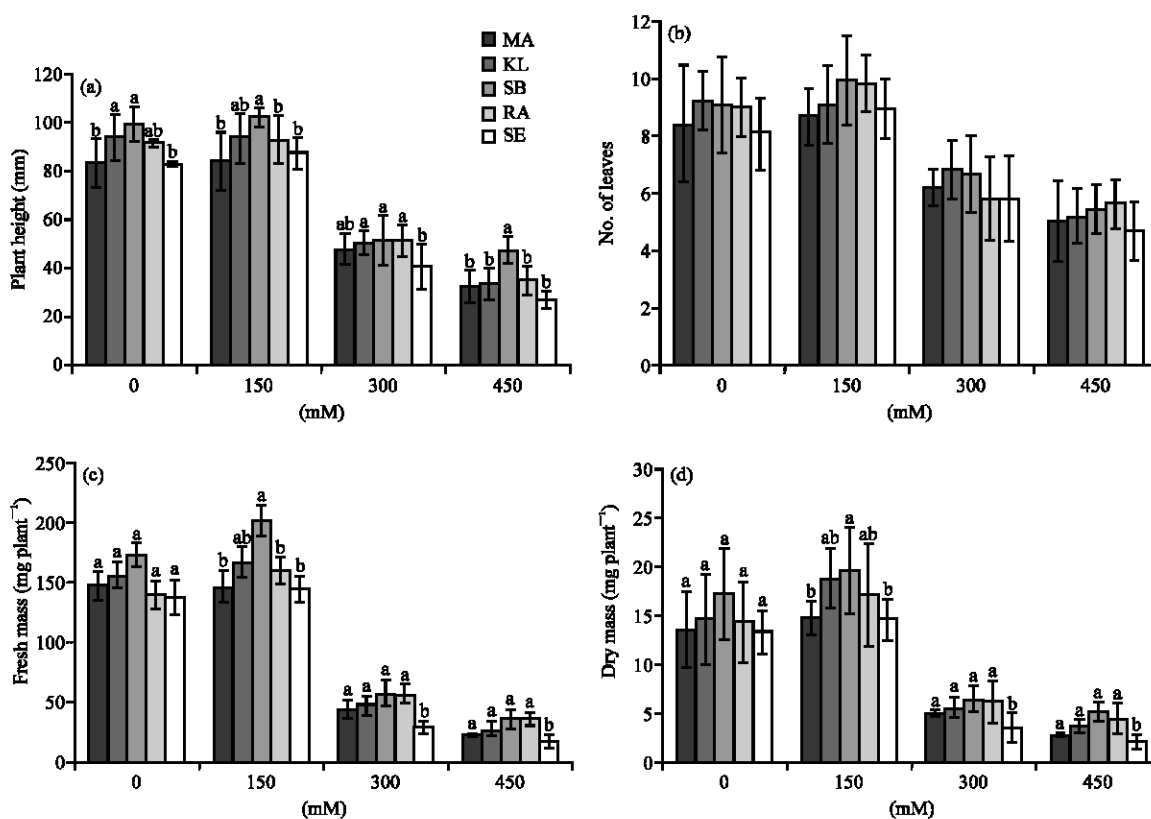 (a)
MA
KL
SB
RA
SE
Plant height (mm)
120
100
80
60
40
20
0
b a a ab b
b ab a b b
ab a a a b
b b a b b
0 150 300 450
(mM)
(b)
No. of leaves
12
10
8
6
4
2
0
0 150 300 450
(mM)
(c)
Fresh mass (mg plant⁻¹)
250
200
150
100
50
0
a a a a a
b ab a b b
a a a a b
a a a a b
0 150 300 450
(mM)
(d)
Dry mass (mg plant⁻¹)
30
25
20
15
10
5
0
a a a a a
b ab a ab b
a a a a b
a a a a b
0 150 300 450
(mM)